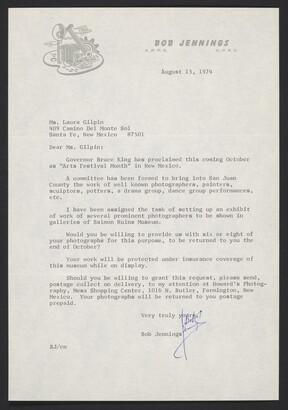 BOB JENNINGS
August 13, 1974
Ms. Laura Gilpin
409 Camino Del Monte Sol
Santa Fe, New Mexico 87501
Dear Ms. Gilpin:
Governor Bruce King has proclaimed this coming October
as "Arts Festival Month" in New Mexico.
A committee has been formed to bring into San Juan
County the work of well known photographers, painters,
sculptors, potters, a drama group, dance group performances,
etc.
I have been assigned the task of setting up an exhibit
of work of several prominent photographers to be shown in
galleries of Salmon Ruins Museum.
Would you be willing to provide us with six or eight of
your photographs for this purpose, to be returned to you the
end of October?
Your work will be protected under insurance coverage of
this museum while on display.
Should you be willing to grant this request, please send,
postage collect on delivery, to my attention at Howard's Photog-
raphy, Mesa Shopping Center, 1016 N. Butler, Farmington, New
Mexico. Your photographs will be returned to you postage
prepaid.
Very truly yours,
Bob Jennings
BJ/cn